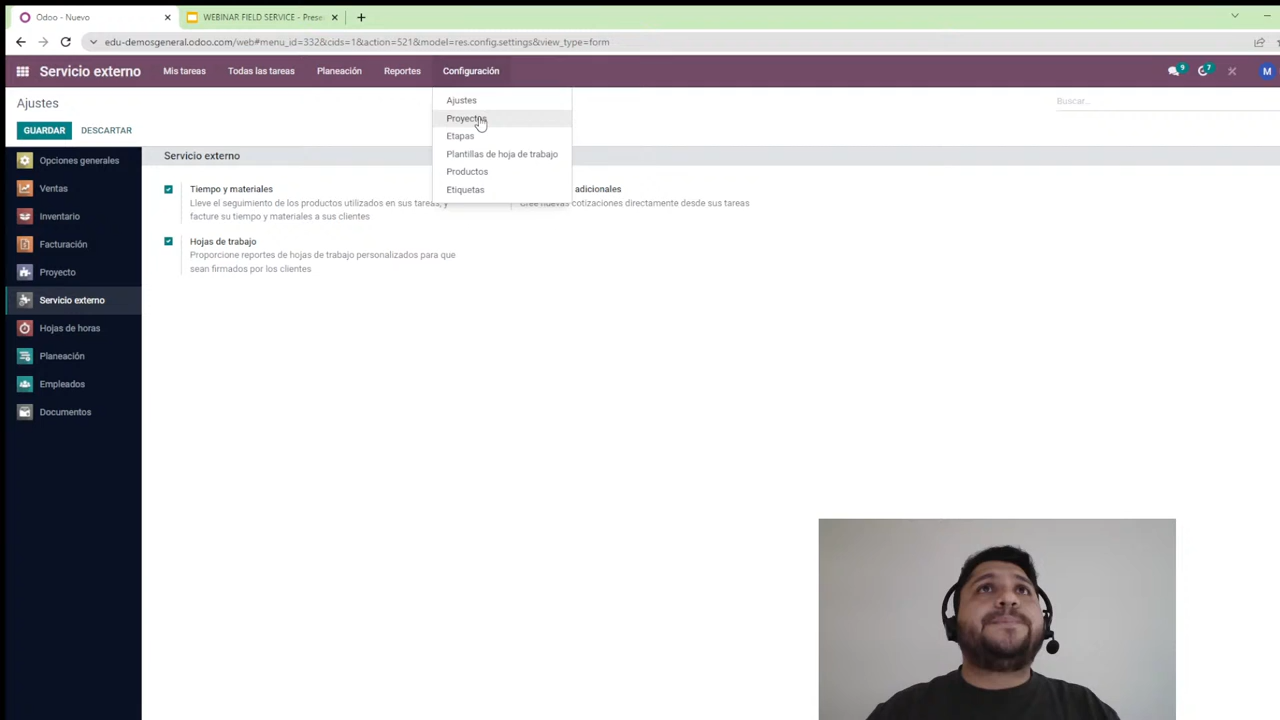 Odoo - Nuevo
WEBINAR FIELD SERVICE - Prese
edu-demosgeneral.odoo.com/web#menu_id=332&cids=1&action=521&model=res.config.settings&view_type=form
Servicio externo
Mis tareas
Todas las tareas
Planeación
Reportes
Configuración
9
7
M
Ajustes
Buscar...
GUARDAR
DESCARTAR
Ajustes
Proyectos
Etapas
Plantillas de hoja de trabajo
Productos
Etiquetas
Opciones generales
Ventas
Inventario
Facturación
Proyecto
Servicio externo
Hojas de horas
Planeación
Empleados
Documentos
Servicio externo
Tiempo y materiales
Lleve el seguimiento de los productos utilizados en sus tareas, y
facture su tiempo y materiales a sus clientes
adicionales
Cree nuevas cotizaciones directamente desde sus tareas
Hojas de trabajo
Proporcione reportes de hojas de trabajo personalizados para que
sean firmados por los clientes